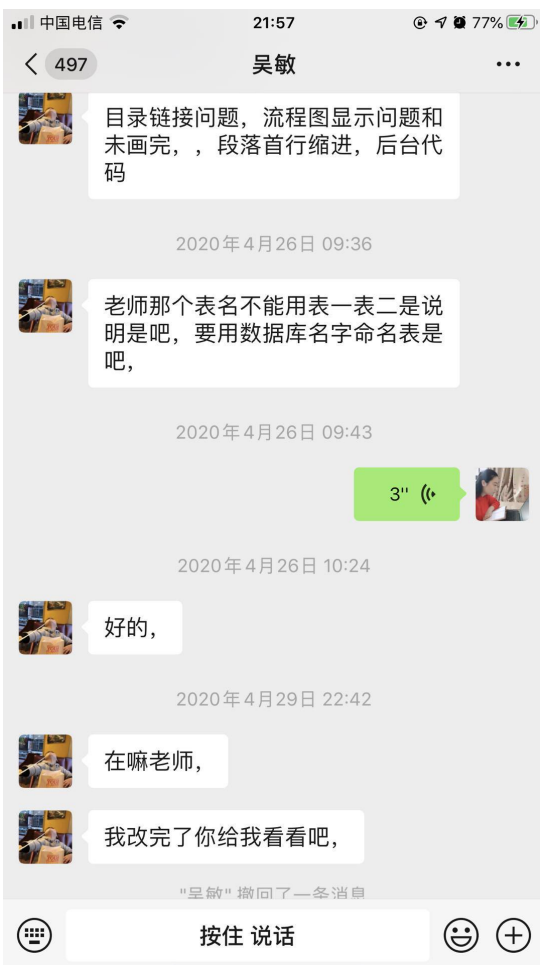 中国电信 21:57 77%
497 吴敏
目录链接问题，流程图显示问题和
未画完，，段落首行缩进，后台代
码
2020年4月26日 09:36
老师那个表名不能用表一表二是说
明是吧，要用数据库名字命名表是
吧，
2020年4月26日 09:43
3''
2020年4月26日 10:24
好的，
2020年4月29日 22:42
在嘛老师，
我改完了你给我看看吧，
"吴敏" 撤回了一条消息
按住 说话